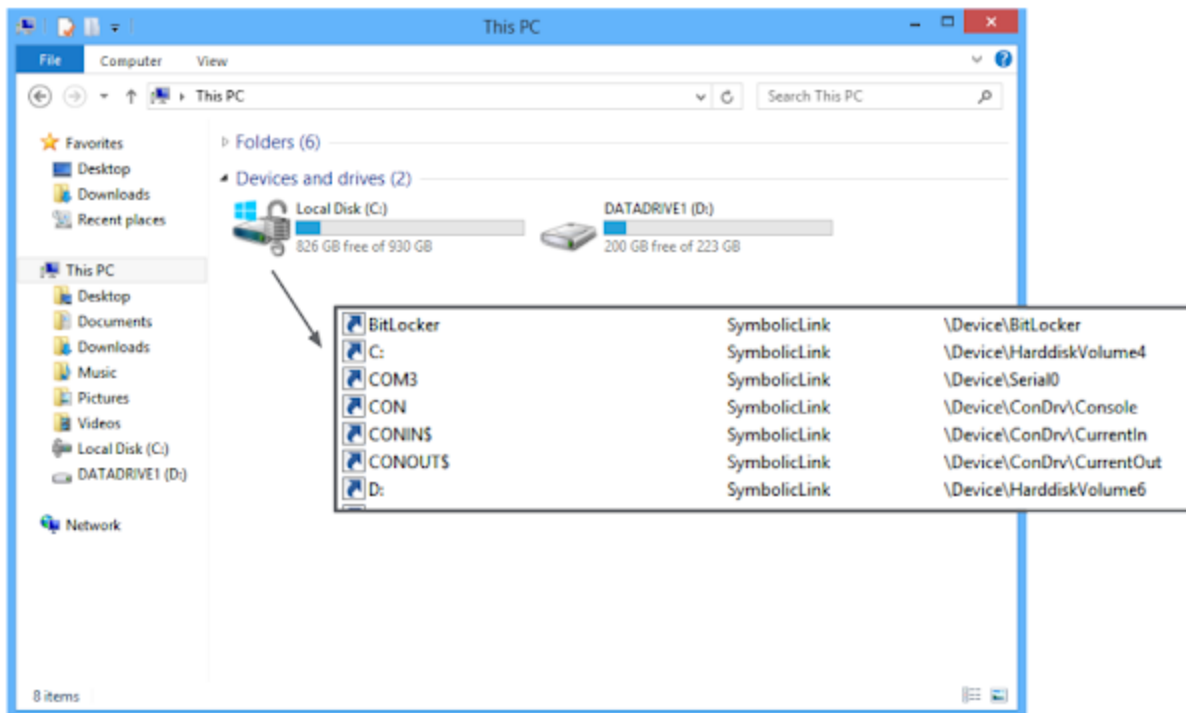 This PC
File Computer View
This PC
Search This PC
Favorites
Desktop
Downloads
Recent places
This PC
Desktop
Documents
Downloads
Music
Pictures
Videos
Local Disk (C:)
DATADRIVE1 (D:)
Network
Folders (6)
Devices and drives (2)
Local Disk (C:)
826 GB free of 930 GB
DATADRIVE1 (D:)
200 GB free of 223 GB
BitLocker SymbolicLink \Device\BitLocker
C: SymbolicLink \Device\HarddiskVolume4
COM3 SymbolicLink \Device\Serial0
CON SymbolicLink \Device\ConDrv\Console
CONIN$ SymbolicLink \Device\ConDrv\CurrentIn
CONOUT$ SymbolicLink \Device\ConDrv\CurrentOut
D: SymbolicLink \Device\HarddiskVolume6
8 items